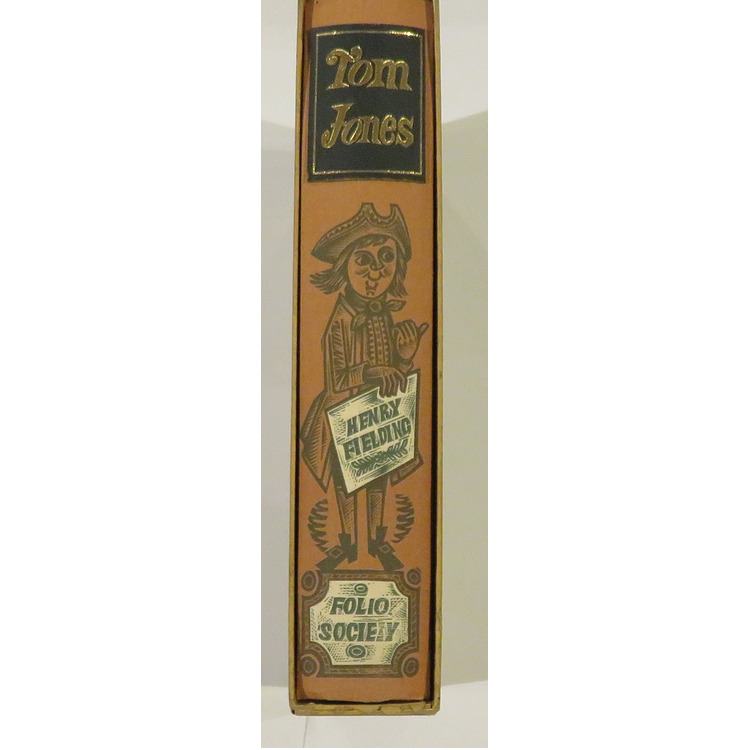 Tom
Jones
HENRY
FIELDING
FOLIO
SOCIETY